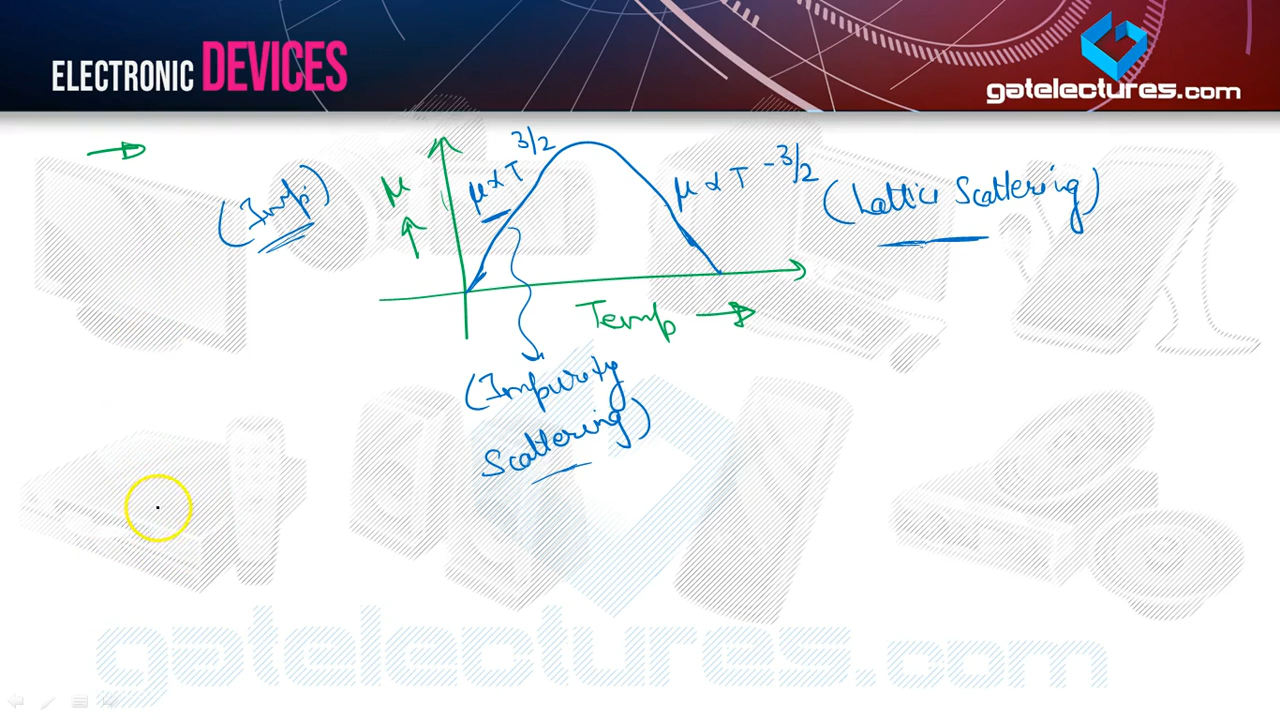 ELECTRONIC DEVICES
gatelectures.com
(Imp.)
μ
μ ∝ T^3/2
μ ∝ T^-3/2 (Lattice Scattering)
Temp
(Impurity
Scattering)
gatelectures.com